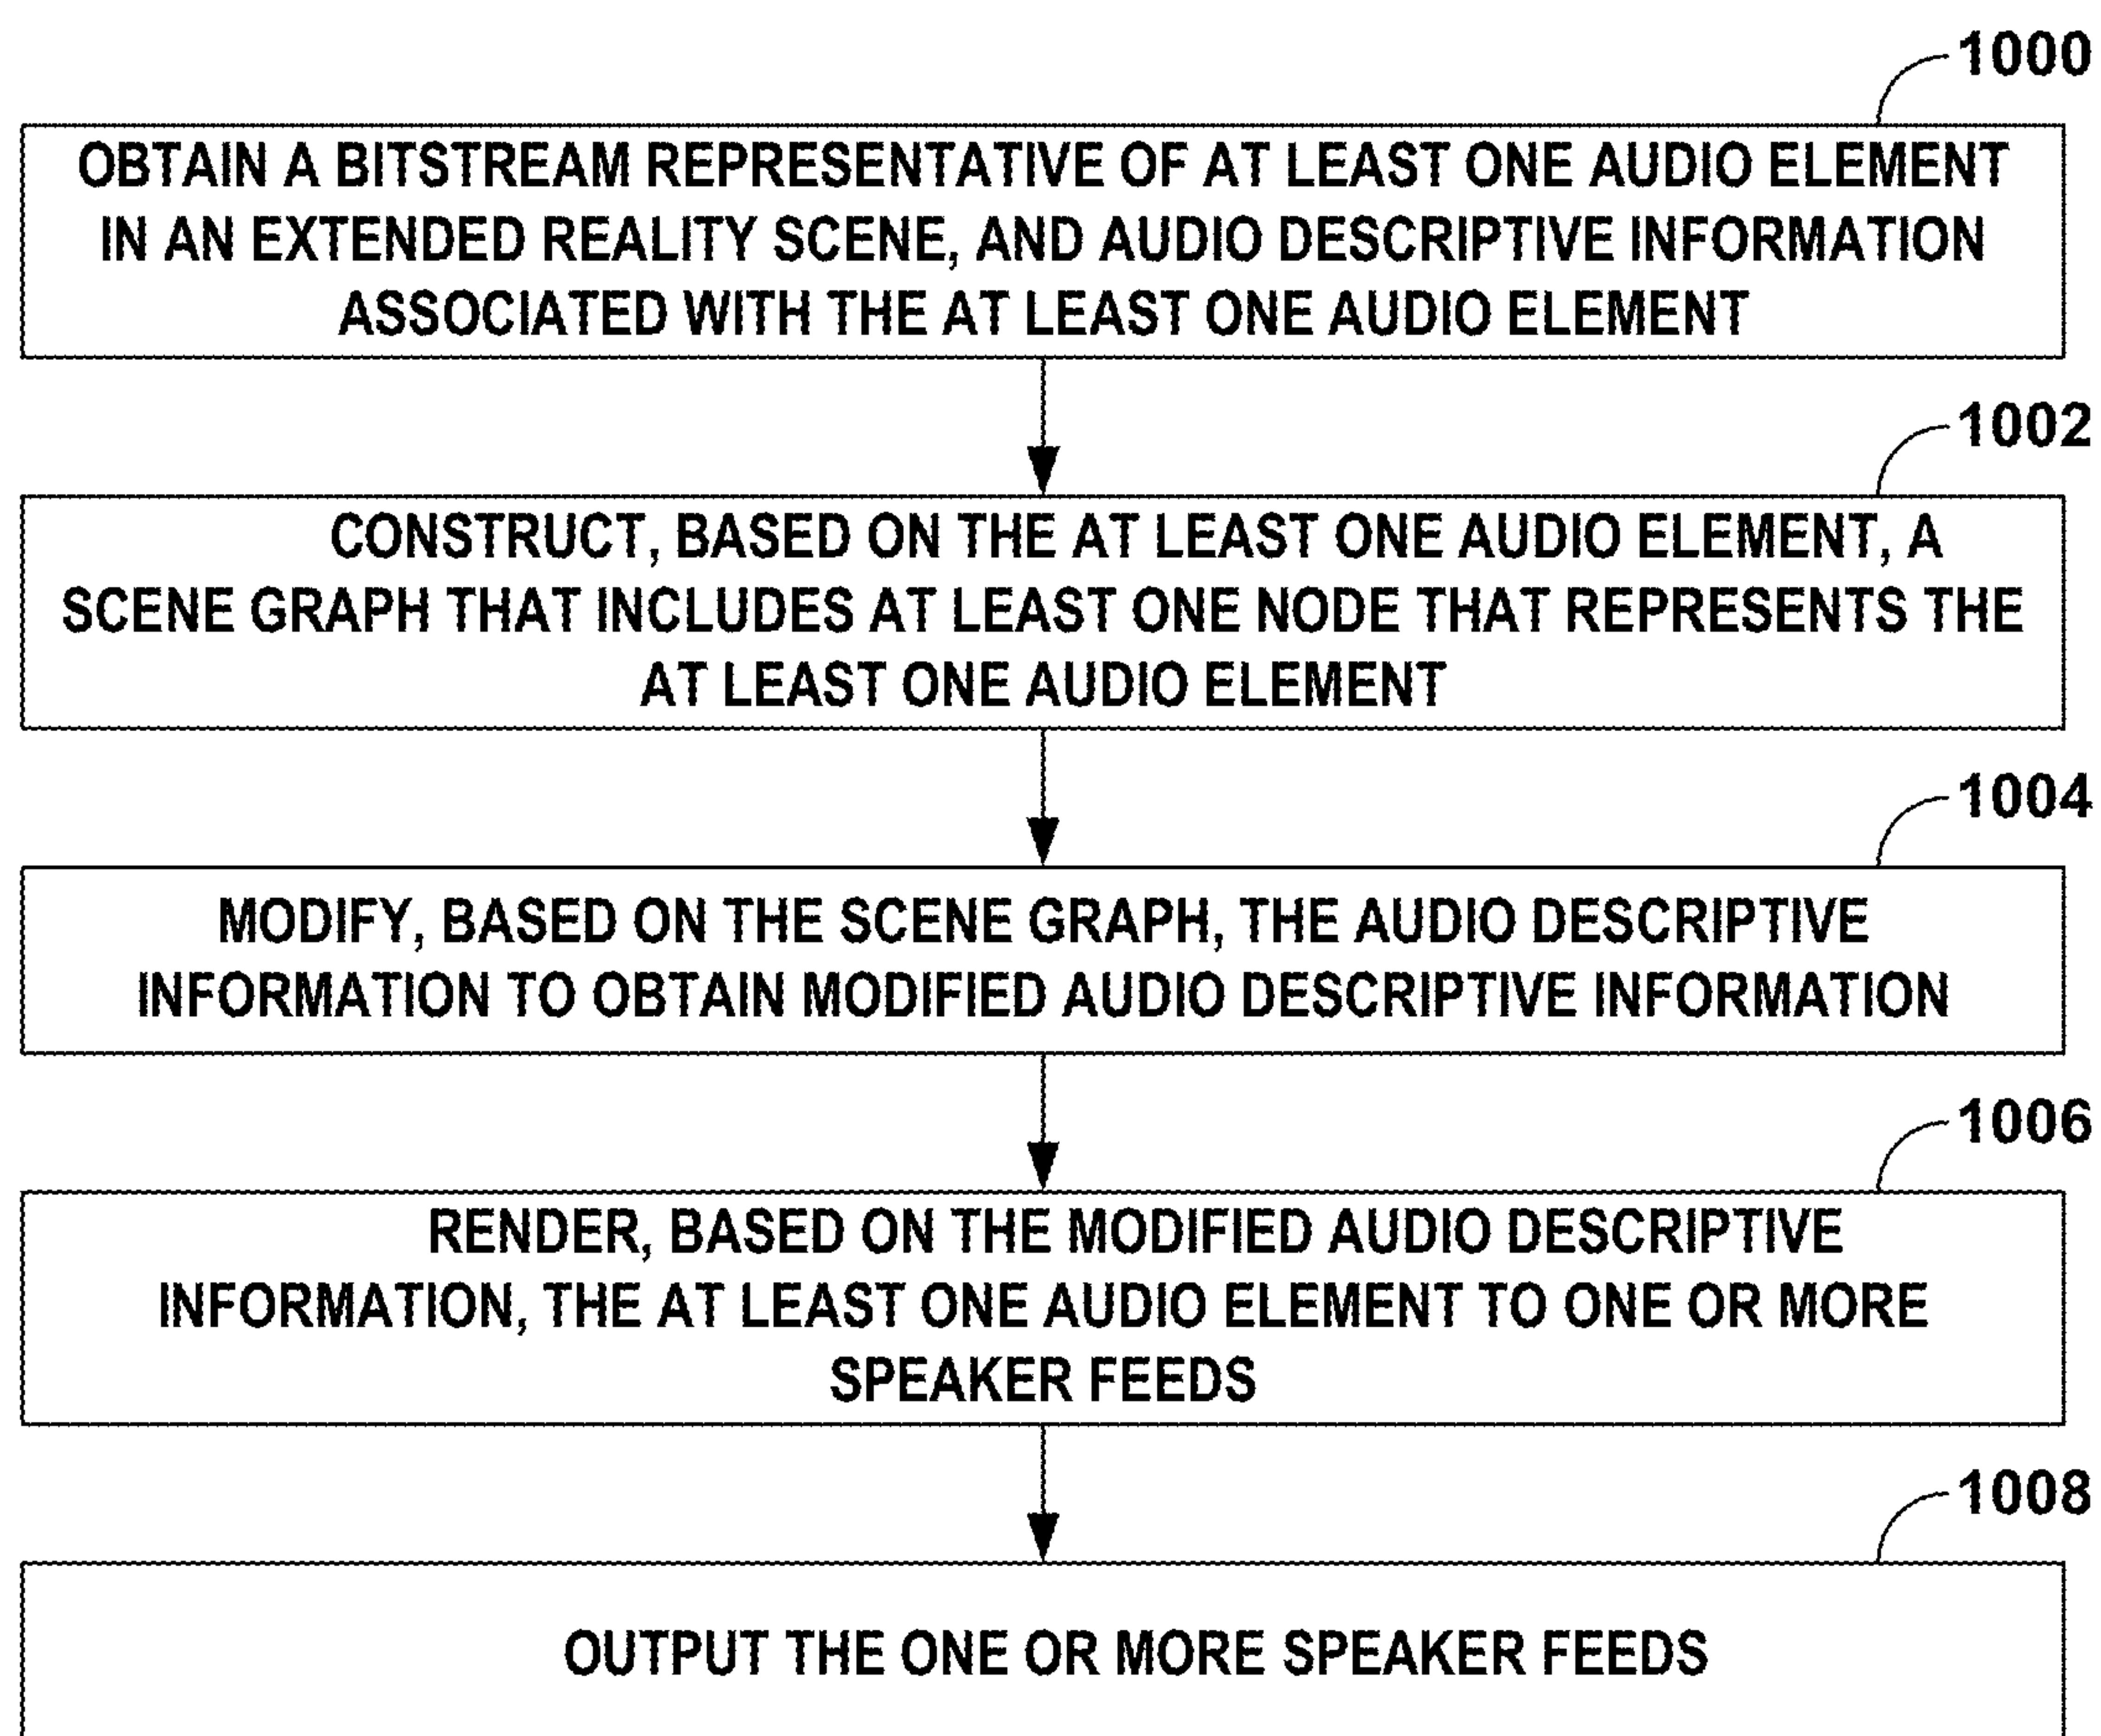 1000
OBTAIN A BITSTREAM REPRESENTATIVE OF AT LEAST ONE AUDIO ELEMENT
IN AN EXTENDED REALITY SCENE, AND AUDIO DESCRIPTIVE INFORMATION
ASSOCIATED WITH THE AT LEAST ONE AUDIO ELEMENT
1002
CONSTRUCT, BASED ON THE AT LEAST ONE AUDIO ELEMENT, A
SCENE GRAPH THAT INCLUDES AT LEAST ONE NODE THAT REPRESENTS THE
AT LEAST ONE AUDIO ELEMENT
1004
MODIFY, BASED ON THE SCENE GRAPH, THE AUDIO DESCRIPTIVE
INFORMATION TO OBTAIN MODIFIED AUDIO DESCRIPTIVE INFORMATION
1006
RENDER, BASED ON THE MODIFIED AUDIO DESCRIPTIVE
INFORMATION, THE AT LEAST ONE AUDIO ELEMENT TO ONE OR MORE
SPEAKER FEEDS
1008
OUTPUT THE ONE OR MORE SPEAKER FEEDS